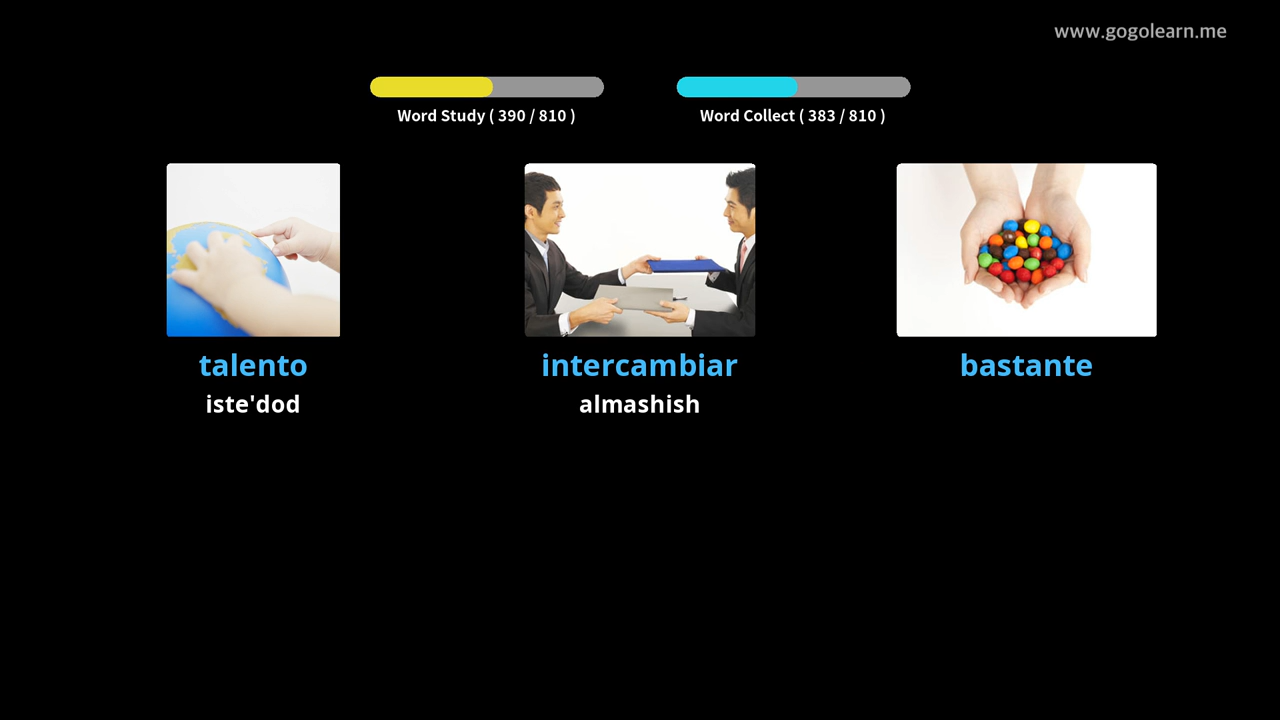 www.gogolearn.me
Word Study ( 390 / 810 )
Word Collect ( 383 / 810 )
talento
iste'dod
intercambiar
almashish
bastante